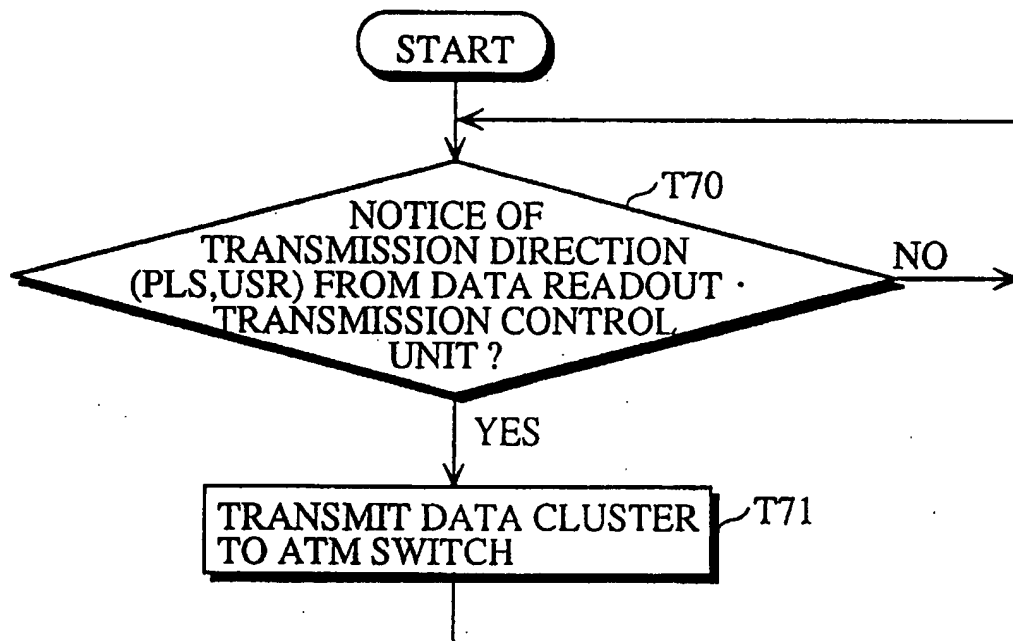 START
T70
NOTICE OF
TRANSMISSION DIRECTION
(PLS,USR) FROM DATA READOUT
TRANSMISSION CONTROL
UNIT ?
NO
YES
TRANSMIT DATA CLUSTER
TO ATM SWITCH
T71